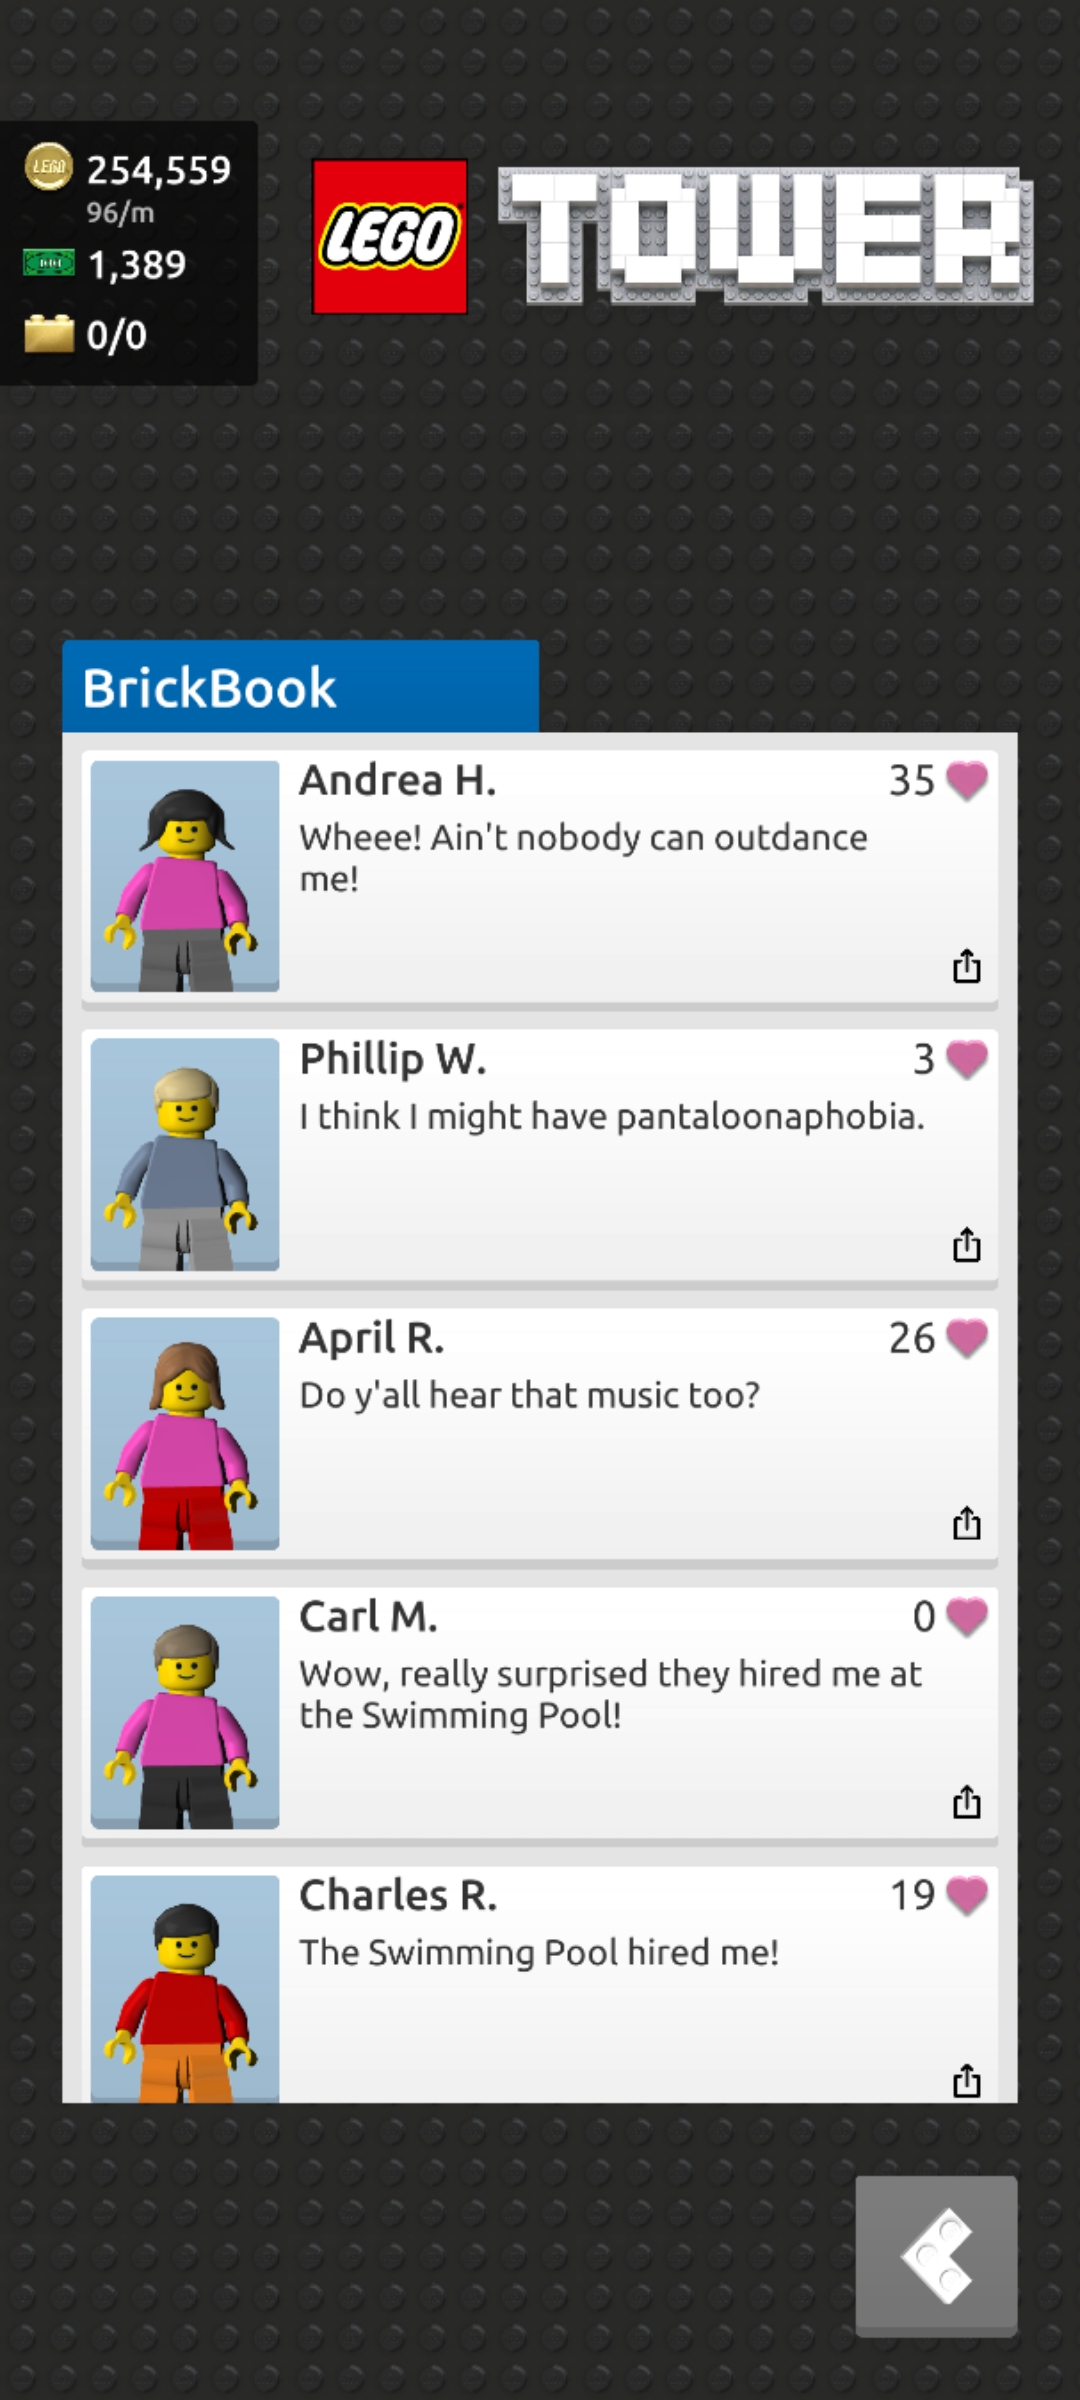 LEGO
254,559
96/m
1,389
0/0
LEGO
TOWER
BrickBook
Andrea H.
35
Wheee! Ain't nobody can outdance
me!
Phillip W.
3
I think I might have pantaloonaphobia.
April R.
26
Do y'all hear that music too?
Carl M.
0
Wow, really surprised they hired me at
the Swimming Pool!
Charles R.
19
The Swimming Pool hired me!